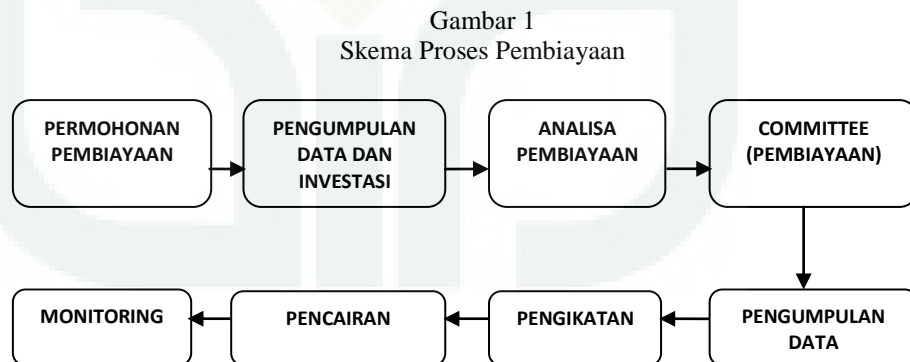 Gambar 1
Skema Proses Pembiayaan
PERMOHONAN
PEMBIAYAAN
PENGUMPULAN
DATA DAN
INVESTASI
ANALISA
PEMBIAYAAN
COMMITTEE
(PEMBIAYAAN)
MONITORING
PENCAIRAN
PENGIKATAN
PENGUMPULAN
DATA